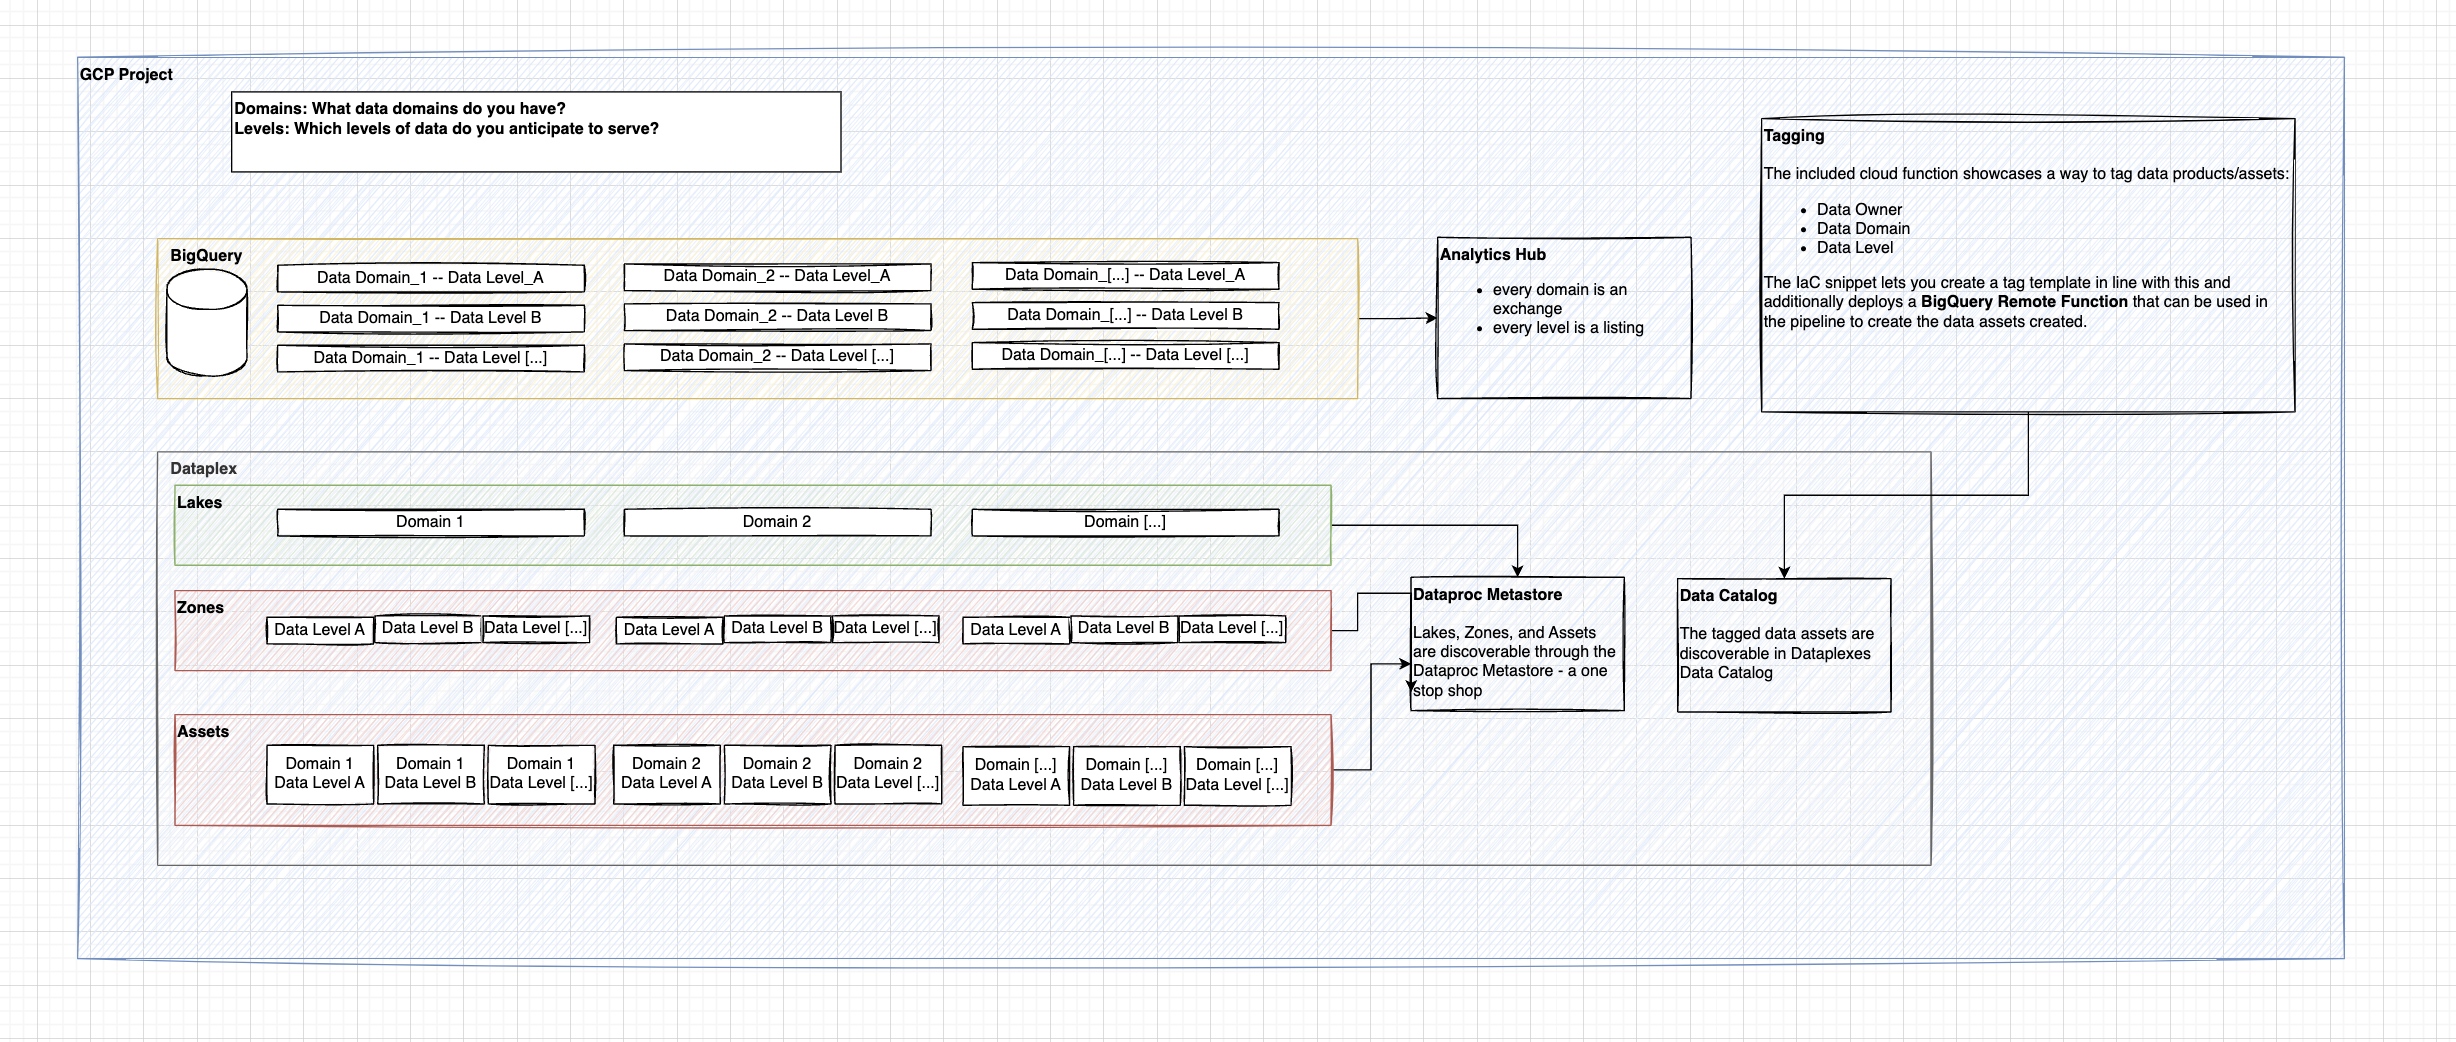 GCP Project
Domains: What data domains do you have?
Levels: Which levels of data do you anticipate to serve?
Tagging
The included cloud function showcases a way to tag data products/assets:
• Data Owner
• Data Domain
• Data Level
The IaC snippet lets you create a tag template in line with this and
additionally deploys a BigQuery Remote Function that can be used in
the pipeline to create the data assets created.
BigQuery
Data Domain_1 -- Data Level_A
Data Domain_2 -- Data Level_A
Data Domain_[...] -- Data Level_A
Data Domain_1 -- Data Level B
Data Domain_2 -- Data Level B
Data Domain_[...] -- Data Level B
Data Domain_1 -- Data Level [...]
Data Domain_2 -- Data Level [...]
Data Domain_[...] -- Data Level [...]
Analytics Hub
• every domain is an
exchange
• every level is a listing
Dataplex
Lakes
Domain 1
Domain 2
Domain [...]
Zones
Data Level A
Data Level B
Data Level [...]
Data Level A
Data Level B
Data Level [...]
Data Level A
Data Level B
Data Level [...]
Assets
Domain 1
Data Level A
Domain 1
Data Level B
Domain 1
Data Level [...]
Domain 2
Data Level A
Domain 2
Data Level B
Domain 2
Data Level [...]
Domain [...]
Data Level A
Domain [...]
Data Level B
Domain [...]
Data Level [...]
Dataproc Metastore
Lakes, Zones, and Assets
are discoverable through the
Dataproc Metastore - a one
stop shop
Data Catalog
The tagged data assets are
discoverable in Dataplexes
Data Catalog